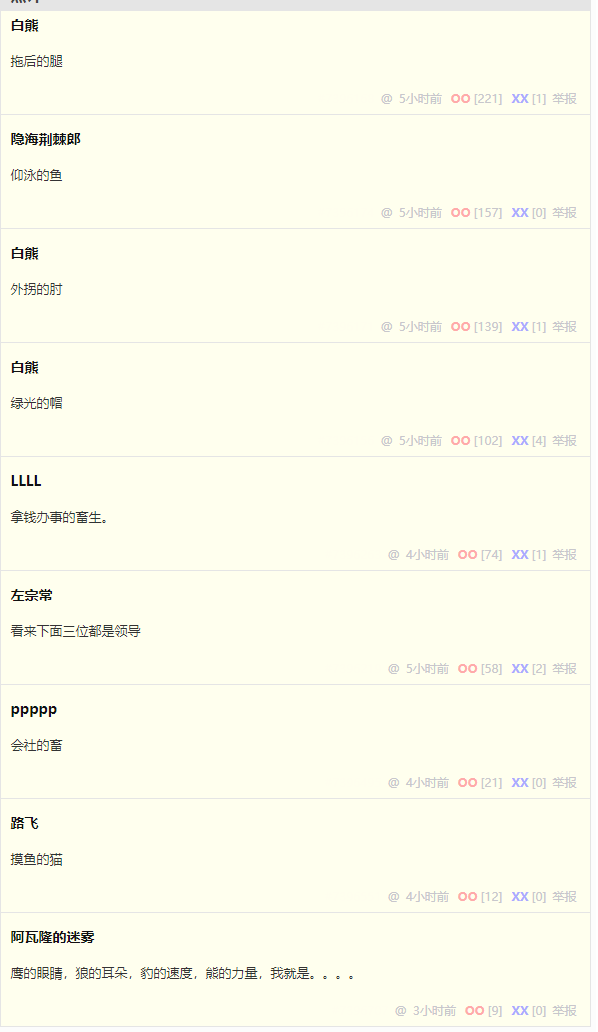 白熊
拖后的腿
@ 5小时前 OO [221] XX [1] 举报
隐海荆棘郎
仰泳的鱼
@ 5小时前 OO [157] XX [0] 举报
白熊
外拐的肘
@ 5小时前 OO [139] XX [1] 举报
白熊
绿光的帽
@ 5小时前 OO [102] XX [4] 举报
LLLL
拿钱办事的畜生。
@ 4小时前 OO [74] XX [1] 举报
左宗常
看来下面三位都是领导
@ 5小时前 OO [58] XX [2] 举报
ppppp
会社的畜
@ 4小时前 OO [21] XX [0] 举报
路飞
摸鱼的猫
@ 4小时前 OO [12] XX [0] 举报
阿瓦隆的迷雾
鹰的眼睛，狼的耳朵，豹的速度，熊的力量，我就是。。。。
@ 3小时前 OO [9] XX [0] 举报